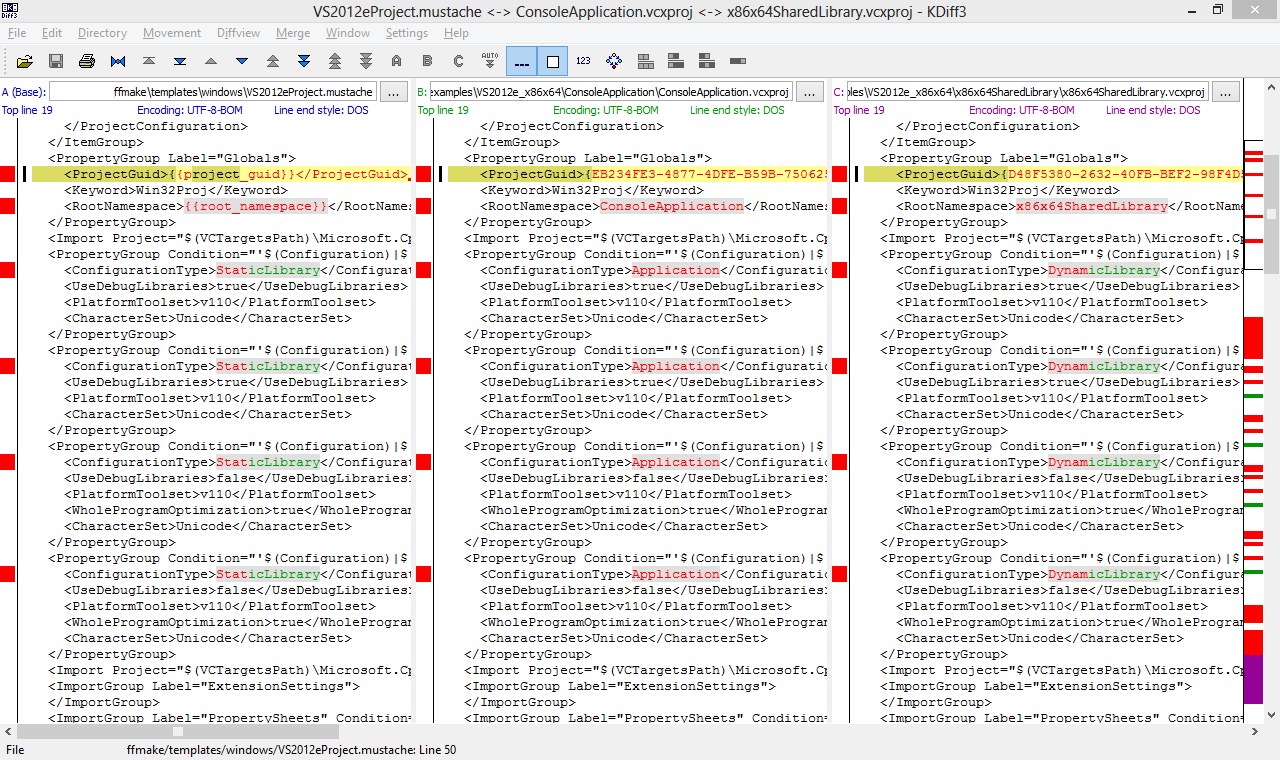 VS2012eProject.mustache <-> ConsoleApplication.vcxproj <-> x86x64SharedLibrary.vcxproj - KDiff3
File Edit Directory Movement Diffview Merge Window Settings Help
A B C AUTO 123
A (Base): ffmake\templates\windows\VS2012eProject.mustache ...
Top line 19 Encoding: UTF-8-BOM Line end style: DOS
</ProjectConfiguration>
</ItemGroup>
<PropertyGroup Label="Globals">
<ProjectGuid>{{project_guid}}</ProjectGuid>
<Keyword>Win32Proj</Keyword>
<RootNamespace>{{root_namespace}}</RootNames
</PropertyGroup>
<Import Project="$(VCTargetsPath)\Microsoft.Cp
<PropertyGroup Condition="'$(Configuration)|$
<ConfigurationType>StaticLibrary</Configurat
<UseDebugLibraries>true</UseDebugLibraries>
<PlatformToolset>v110</PlatformToolset>
<CharacterSet>Unicode</CharacterSet>
</PropertyGroup>
<PropertyGroup Condition="'$(Configuration)|$
<ConfigurationType>StaticLibrary</Configurat
<UseDebugLibraries>true</UseDebugLibraries>
<PlatformToolset>v110</PlatformToolset>
<CharacterSet>Unicode</CharacterSet>
</PropertyGroup>
<PropertyGroup Condition="'$(Configuration)|$
<ConfigurationType>StaticLibrary</Configurat
<UseDebugLibraries>false</UseDebugLibraries>
<PlatformToolset>v110</PlatformToolset>
<WholeProgramOptimization>true</WholeProgram
<CharacterSet>Unicode</CharacterSet>
</PropertyGroup>
<PropertyGroup Condition="'$(Configuration)|$
<ConfigurationType>StaticLibrary</Configurat
<UseDebugLibraries>false</UseDebugLibraries>
<PlatformToolset>v110</PlatformToolset>
<WholeProgramOptimization>true</WholeProgram
<CharacterSet>Unicode</CharacterSet>
</PropertyGroup>
<Import Project="$(VCTargetsPath)\Microsoft.Cp
<ImportGroup Label="ExtensionSettings">
</ImportGroup>
<ImportGroup Label="PropertySheets" Condition=
B: examples\VS2012e_x86x64\ConsoleApplication\ConsoleApplication.vcxproj ...
Top line 19 Encoding: UTF-8-BOM Line end style: DOS
</ProjectConfiguration>
</ItemGroup>
<PropertyGroup Label="Globals">
<ProjectGuid>{EB234FE3-4877-4DFE-B59B-750625
<Keyword>Win32Proj</Keyword>
<RootNamespace>ConsoleApplication</RootNames
</PropertyGroup>
<Import Project="$(VCTargetsPath)\Microsoft.Cp
<PropertyGroup Condition="'$(Configuration)|$
<ConfigurationType>Application</Configuratio
<UseDebugLibraries>true</UseDebugLibraries>
<PlatformToolset>v110</PlatformToolset>
<CharacterSet>Unicode</CharacterSet>
</PropertyGroup>
<PropertyGroup Condition="'$(Configuration)|$
<ConfigurationType>Application</Configuratio
<UseDebugLibraries>true</UseDebugLibraries>
<PlatformToolset>v110</PlatformToolset>
<CharacterSet>Unicode</CharacterSet>
</PropertyGroup>
<PropertyGroup Condition="'$(Configuration)|$
<ConfigurationType>Application</Configuratio
<UseDebugLibraries>false</UseDebugLibraries>
<PlatformToolset>v110</PlatformToolset>
<WholeProgramOptimization>true</WholeProgram
<CharacterSet>Unicode</CharacterSet>
</PropertyGroup>
<PropertyGroup Condition="'$(Configuration)|$
<ConfigurationType>Application</Configuratio
<UseDebugLibraries>false</UseDebugLibraries>
<PlatformToolset>v110</PlatformToolset>
<WholeProgramOptimization>true</WholeProgram
<CharacterSet>Unicode</CharacterSet>
</PropertyGroup>
<Import Project="$(VCTargetsPath)\Microsoft.Cp
<ImportGroup Label="ExtensionSettings">
</ImportGroup>
<ImportGroup Label="PropertySheets" Condition=
C: ples\VS2012e_x86x64\x86x64SharedLibrary\x86x64SharedLibrary.vcxproj ...
Top line 19 Encoding: UTF-8-BOM Line end style: DOS
</ProjectConfiguration>
</ItemGroup>
<PropertyGroup Label="Globals">
<ProjectGuid>{D48F5380-2632-40FB-BEF2-98F4D5
<Keyword>Win32Proj</Keyword>
<RootNamespace>x86x64SharedLibrary</RootName
</PropertyGroup>
<Import Project="$(VCTargetsPath)\Microsoft.Cp
<PropertyGroup Condition="'$(Configuration)|$
<ConfigurationType>DynamicLibrary</Configura
<UseDebugLibraries>true</UseDebugLibraries>
<PlatformToolset>v110</PlatformToolset>
<CharacterSet>Unicode</CharacterSet>
</PropertyGroup>
<PropertyGroup Condition="'$(Configuration)|$
<ConfigurationType>DynamicLibrary</Configura
<UseDebugLibraries>true</UseDebugLibraries>
<PlatformToolset>v110</PlatformToolset>
<CharacterSet>Unicode</CharacterSet>
</PropertyGroup>
<PropertyGroup Condition="'$(Configuration)|$
<ConfigurationType>DynamicLibrary</Configura
<UseDebugLibraries>false</UseDebugLibraries>
<PlatformToolset>v110</PlatformToolset>
<WholeProgramOptimization>true</WholeProgram
<CharacterSet>Unicode</CharacterSet>
</PropertyGroup>
<PropertyGroup Condition="'$(Configuration)|$
<ConfigurationType>DynamicLibrary</Configura
<UseDebugLibraries>false</UseDebugLibraries>
<PlatformToolset>v110</PlatformToolset>
<WholeProgramOptimization>true</WholeProgram
<CharacterSet>Unicode</CharacterSet>
</PropertyGroup>
<Import Project="$(VCTargetsPath)\Microsoft.Cp
<ImportGroup Label="ExtensionSettings">
</ImportGroup>
<ImportGroup Label="PropertySheets" Condition=
File ffmake/templates/windows/VS2012eProject.mustache: Line 50